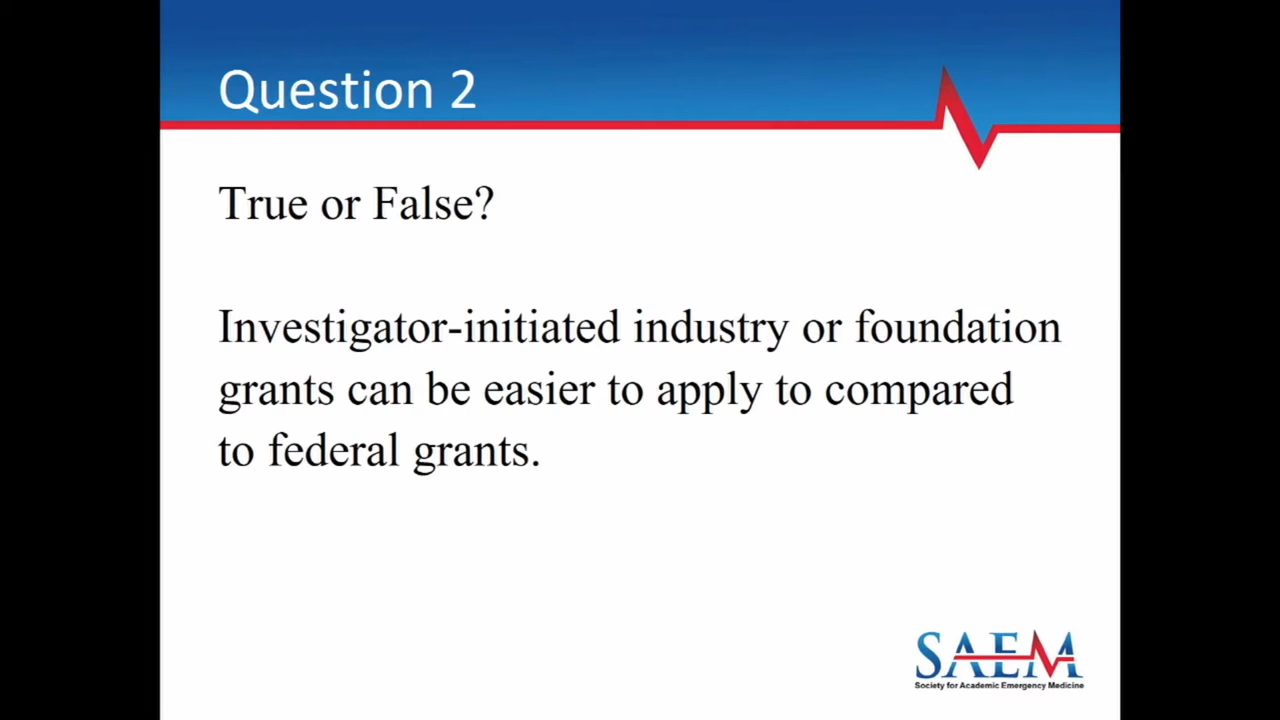 Question 2
True or False?
Investigator-initiated industry or foundation
grants can be easier to apply to compared
to federal grants.
SAEM
Society for Academic Emergency Medicine